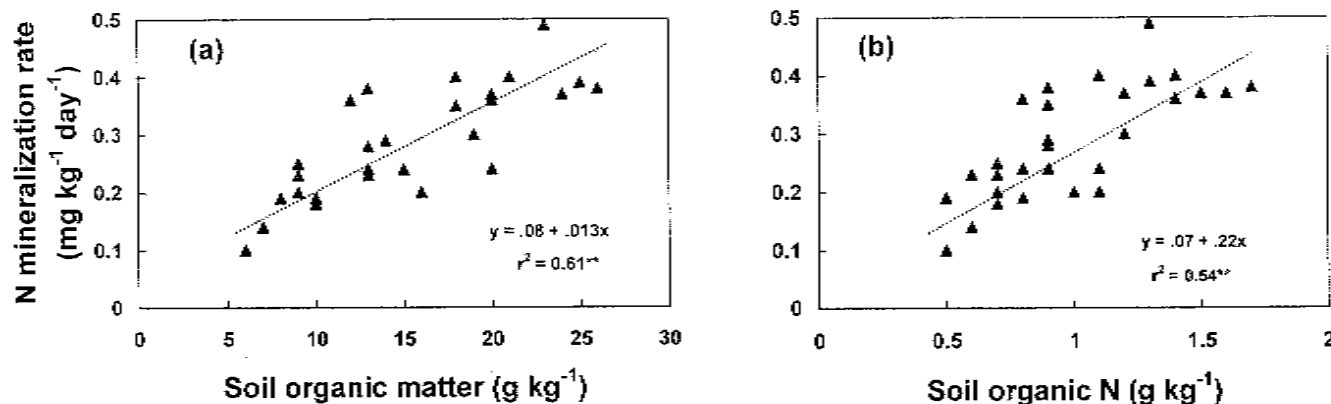 N mineralization rate
(mg kg⁻¹ day⁻¹)
0.5
0.4
0.3
0.2
0.1
0
(a)
y = .08 + .013x
r² = 0.61**
0 5 10 15 20 25 30
Soil organic matter (g kg⁻¹)
0.5
0.4
0.3
0.2
0.1
0
(b)
y = .07 + .22x
r² = 0.54**
0 0.5 1 1.5 2
Soil organic N (g kg⁻¹)